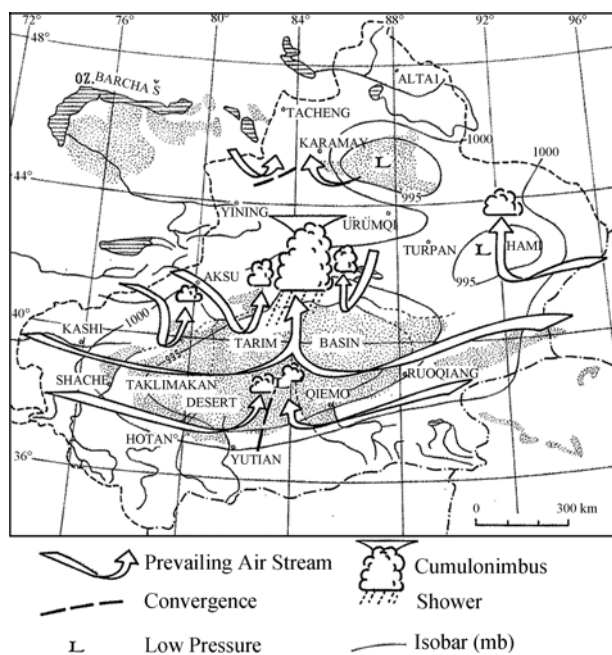 72° 76° 80° 84° 88° 92° 96°
48°
ALTAI
OZ. BARCHA Š
TACHENG
1000
KARAMAY
1000
L
44°
995
YINING
ÜRÜMQI
TURPAN
L
HAMI
995
AKSU
1000
40°
KASHI
995
TARIM BASIN
SHACHE
TAKLIMAKAN
RUOQIANG
DESERT
QIEMO
HOTAN
36°
YUTIAN
0 300 km
Prevailing Air Stream
Cumulonimbus
Convergence
Shower
L Low Pressure
Isobar (mb)